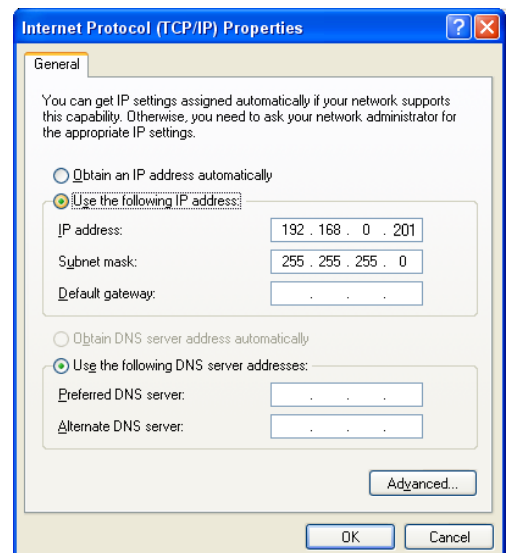 Internet Protocol (TCP/IP) Properties
General
You can get IP settings assigned automatically if your network supports
this capability. Otherwise, you need to ask your network administrator for
the appropriate IP settings.
Obtain an IP address automatically
Use the following IP address:
IP address: 192 . 168 . 0 . 201
Subnet mask: 255 . 255 . 255 . 0
Default gateway: . . .
Obtain DNS server address automatically
Use the following DNS server addresses:
Preferred DNS server: . . .
Alternate DNS server: . . .
Advanced...
OK Cancel